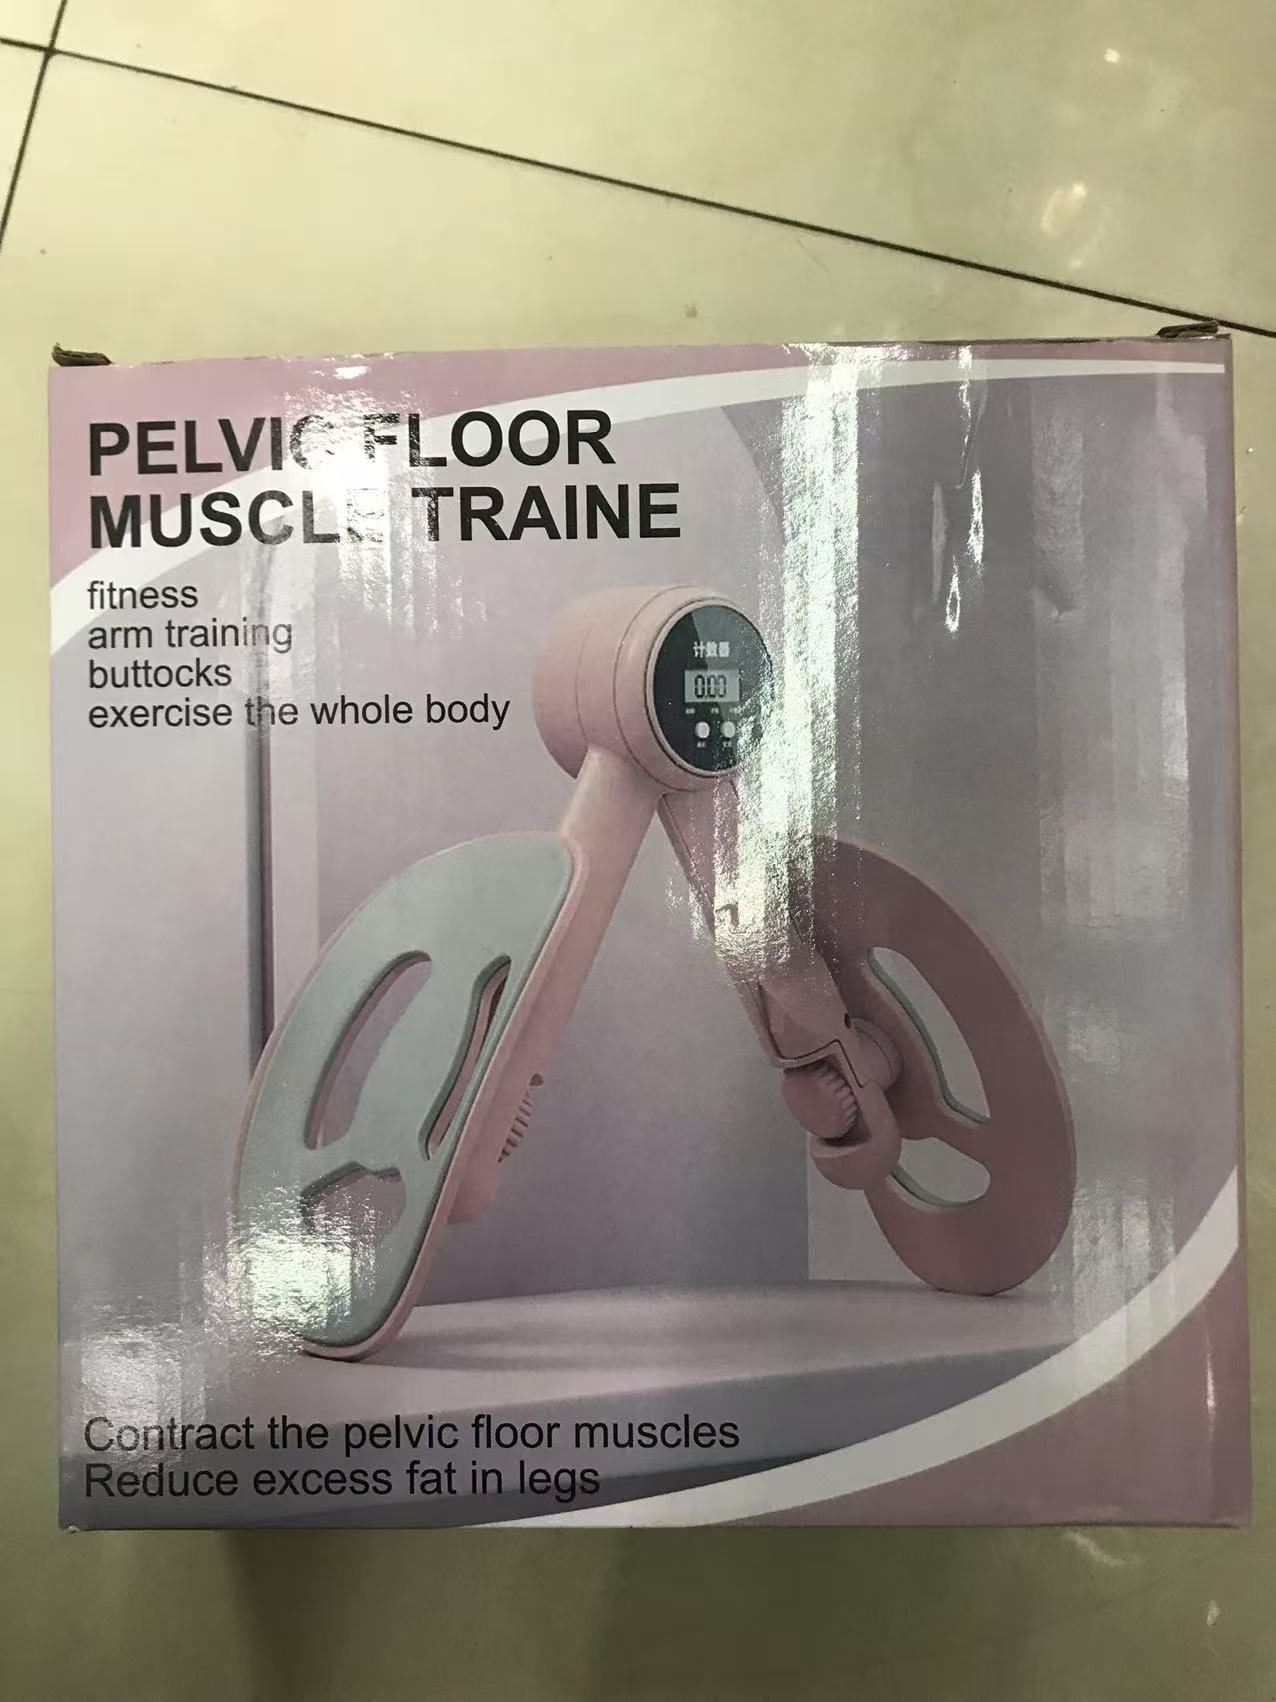 PELVIC FLOOR
MUSCLE TRAINE
fitness
arm training
buttocks
exercise the whole body
计数器
0.00
Contract the pelvic floor muscles
Reduce excess fat in legs